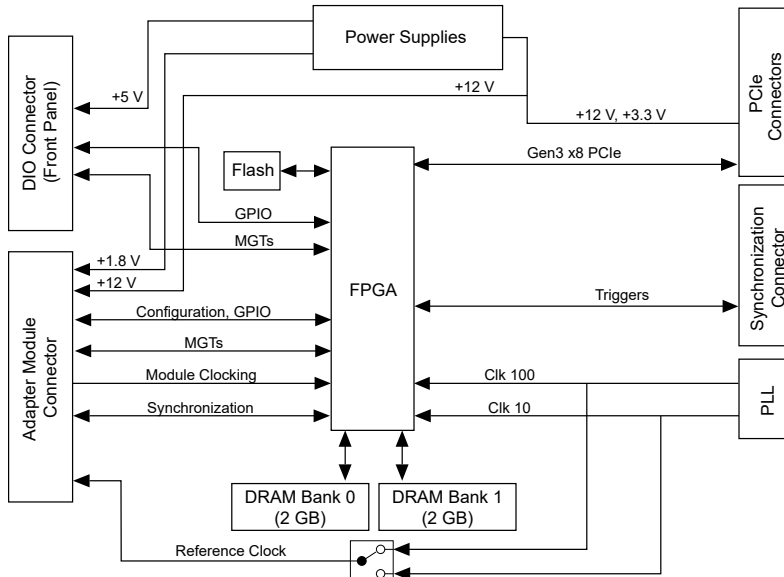 Power Supplies
DIO Connector
(Front Panel)
PCIe
Connectors
+5 V
+12 V
+12 V, +3.3 V
Gen3 x8 PCIe
Flash
GPIO
MGTs
FPGA
Synchronization
Connector
Adapter Module
Connector
+1.8 V
+12 V
Configuration, GPIO
Triggers
MGTs
Module Clocking
Clk 100
PLL
Synchronization
Clk 10
DRAM Bank 0
(2 GB)
DRAM Bank 1
(2 GB)
Reference Clock